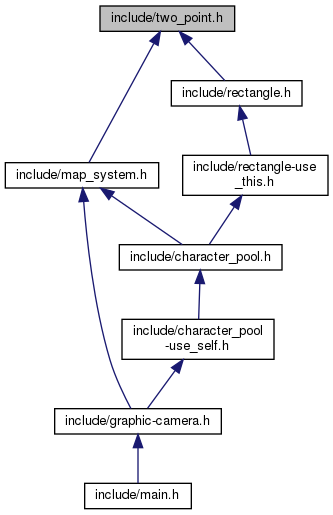 include/two_point.h
include/rectangle.h
include/map_system.h
include/rectangle-use
_this.h
include/character_pool.h
include/character_pool
-use_self.h
include/graphic-camera.h
include/main.h